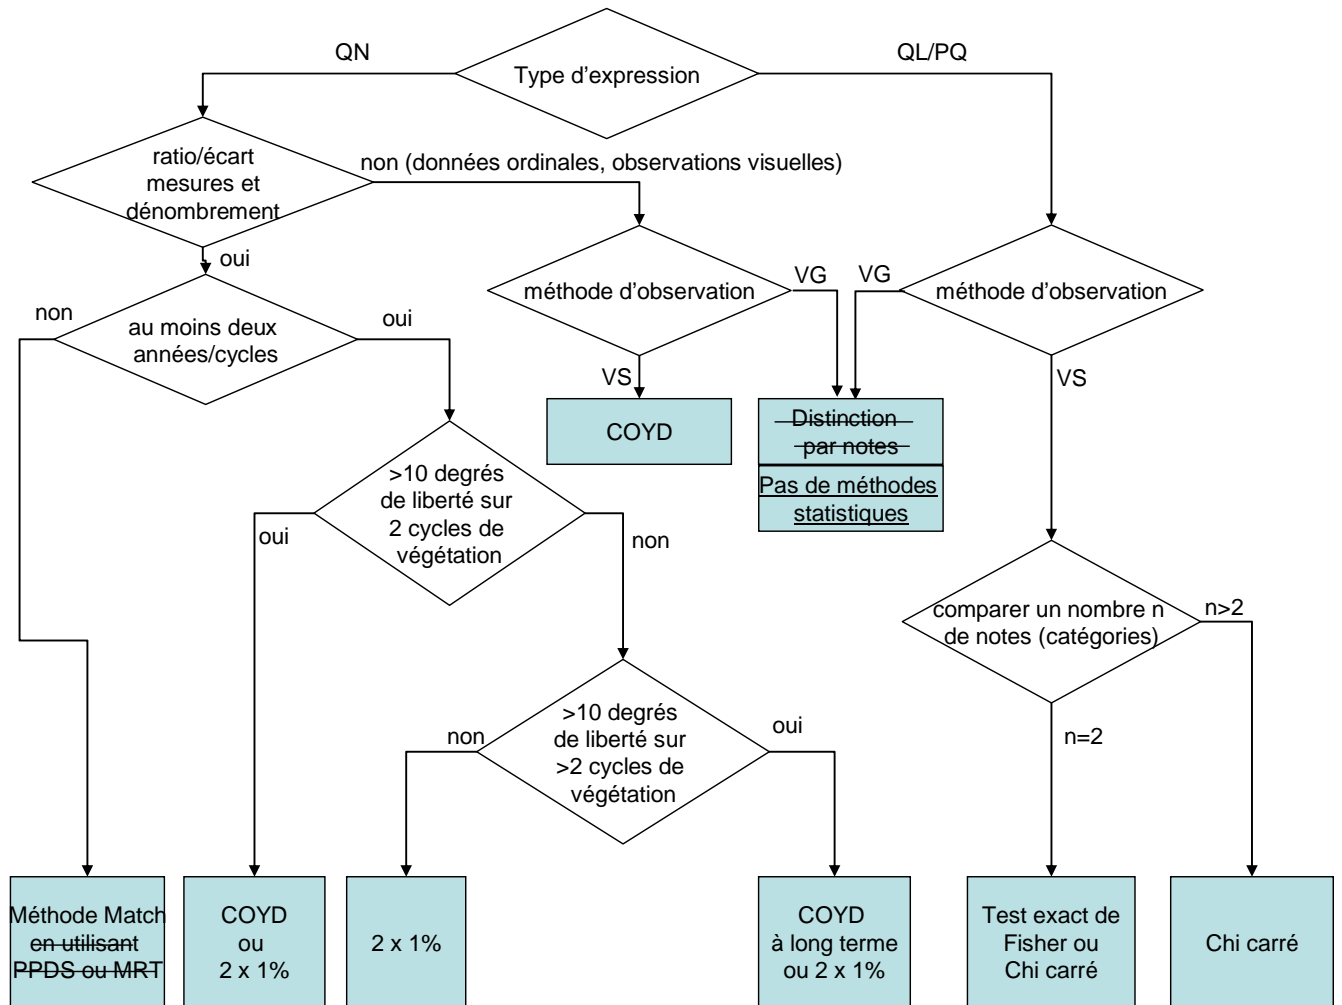 QN
QL/PQ
Type d'expression
ratio/écart
mesures et
dénombrement
non (données ordinales, observations visuelles)
oui
méthode d'observation
VG
VG
méthode d'observation
non
au moins deux
années/cycles
oui
VS
VS
COYD
Distinction
par notes
Pas de méthodes
statistiques
>10 degrés
de liberté sur
2 cycles de
végétation
oui
non
comparer un nombre n
de notes (catégories)
n>2
>10 degrés
de liberté sur
>2 cycles de
végétation
non
oui
n=2
Méthode Match
en utilisant
PPDS ou MRT
COYD
ou
2 x 1%
2 x 1%
COYD
à long terme
ou 2 x 1%
Test exact de
Fisher ou
Chi carré
Chi carré